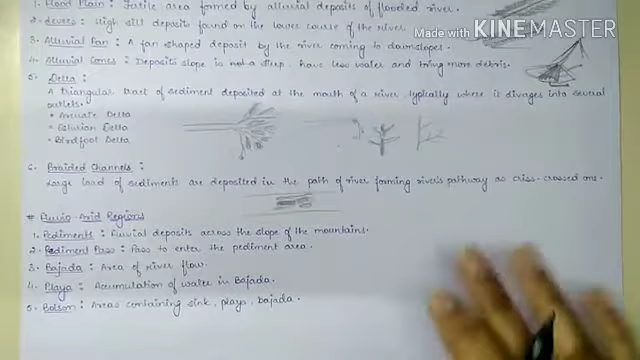 1. Flood Plain : Fertile area formed by alluvial deposits of flooded river.
Made with KINEMASTER
2. Levees : High silt deposit found on the lower course of the river.
3. Alluvial Fan : A fan shaped deposit by the river coming to downslopes.
4. Alluvial Cones : Deposits slope is not a steep, have less water and bring more debris.
5. Delta :
A triangular tract of sediment deposited at the mouth of a river, typically where it divages into several
outlets.
* Arcuate Delta
* Delta
* Birdfoot Delta
6. Braided Channels :
Large load of sediments are deposited in the path of river forming river's pathway as criss-crossed one.
# Fluvio-Arid Regions
1. Pediments : Fluvial deposits across the slope of the mountains.
2. Pediment Pass : Pass to enter the pediment area.
3. Bajada : Area of river flow.
4. Playa : Accumulation of water in Bajada.
5. Bolson : Areas containing sink, playa, bajada.